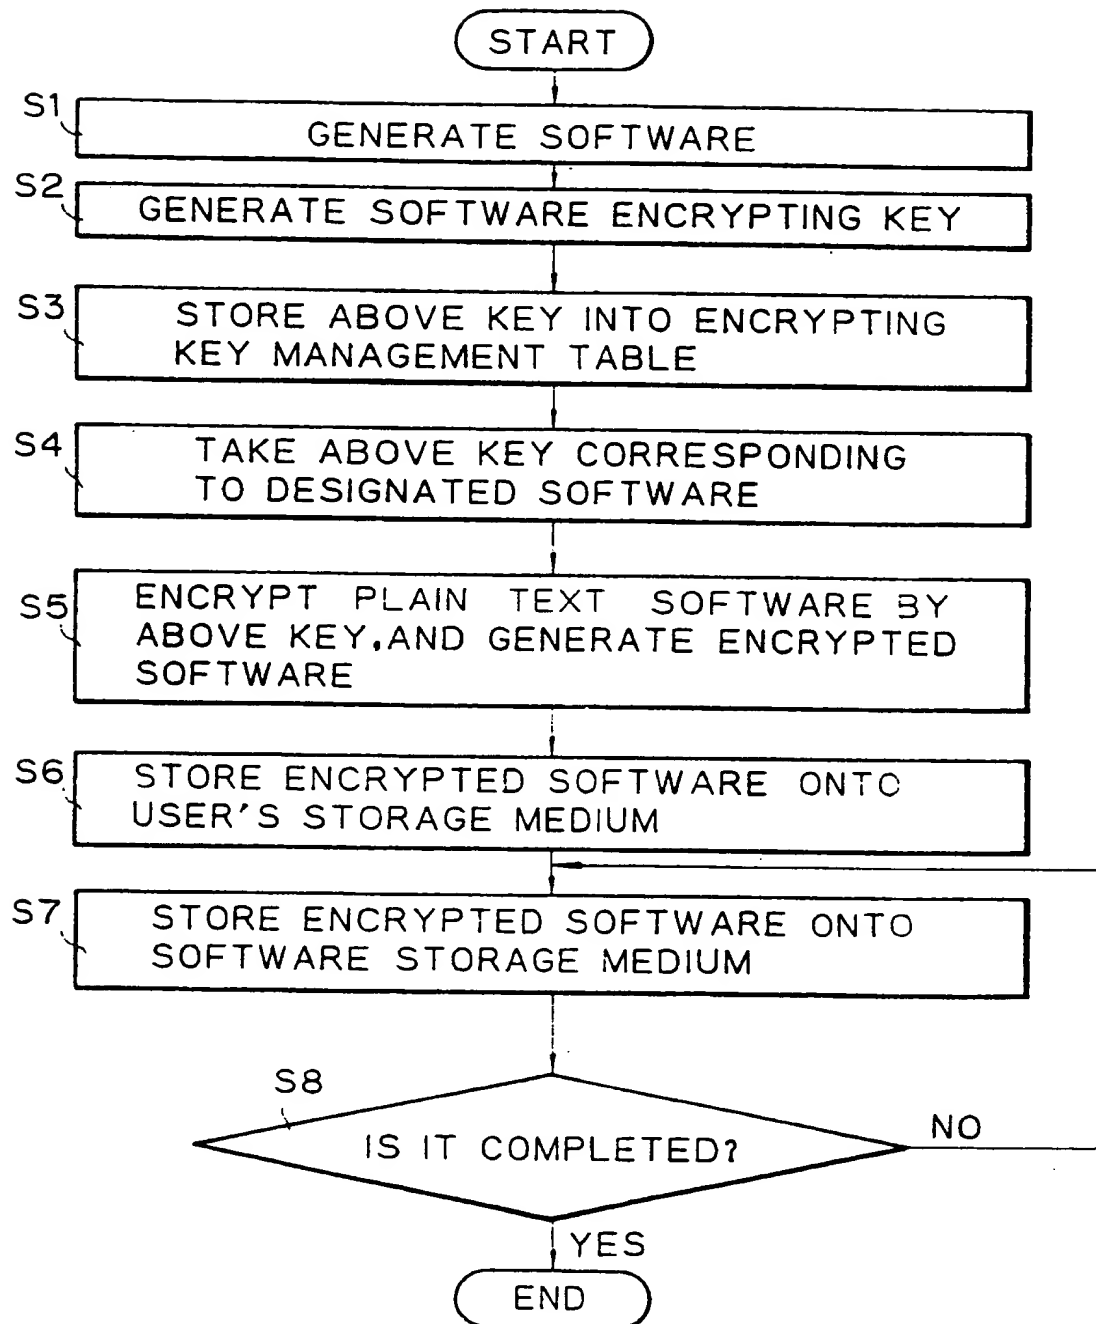 START
S1
GENERATE SOFTWARE
S2
GENERATE SOFTWARE ENCRYPTING KEY
S3
STORE ABOVE KEY INTO ENCRYPTING
KEY MANAGEMENT TABLE
S4
TAKE ABOVE KEY CORRESPONDING
TO DESIGNATED SOFTWARE
S5
ENCRYPT PLAIN TEXT SOFTWARE BY
ABOVE KEY, AND GENERATE ENCRYPTED
SOFTWARE
S6
STORE ENCRYPTED SOFTWARE ONTO
USER'S STORAGE MEDIUM
S7
STORE ENCRYPTED SOFTWARE ONTO
SOFTWARE STORAGE MEDIUM
S8
IS IT COMPLETED?
NO
YES
END